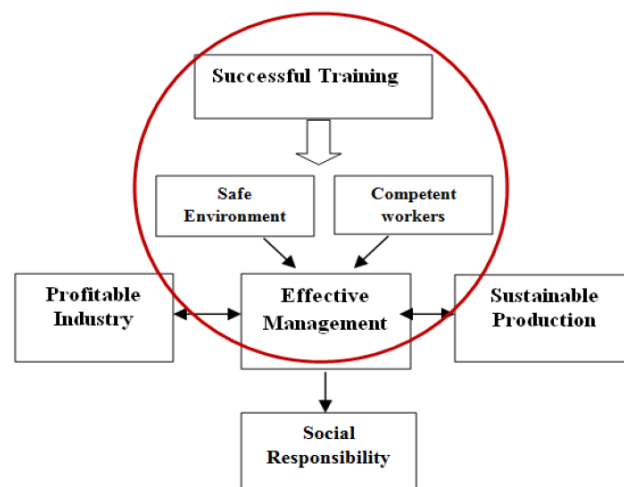 Successful Training
Safe
Environment
Competent
workers
Profitable
Industry
Effective
Management
Sustainable
Production
Social
Responsibility